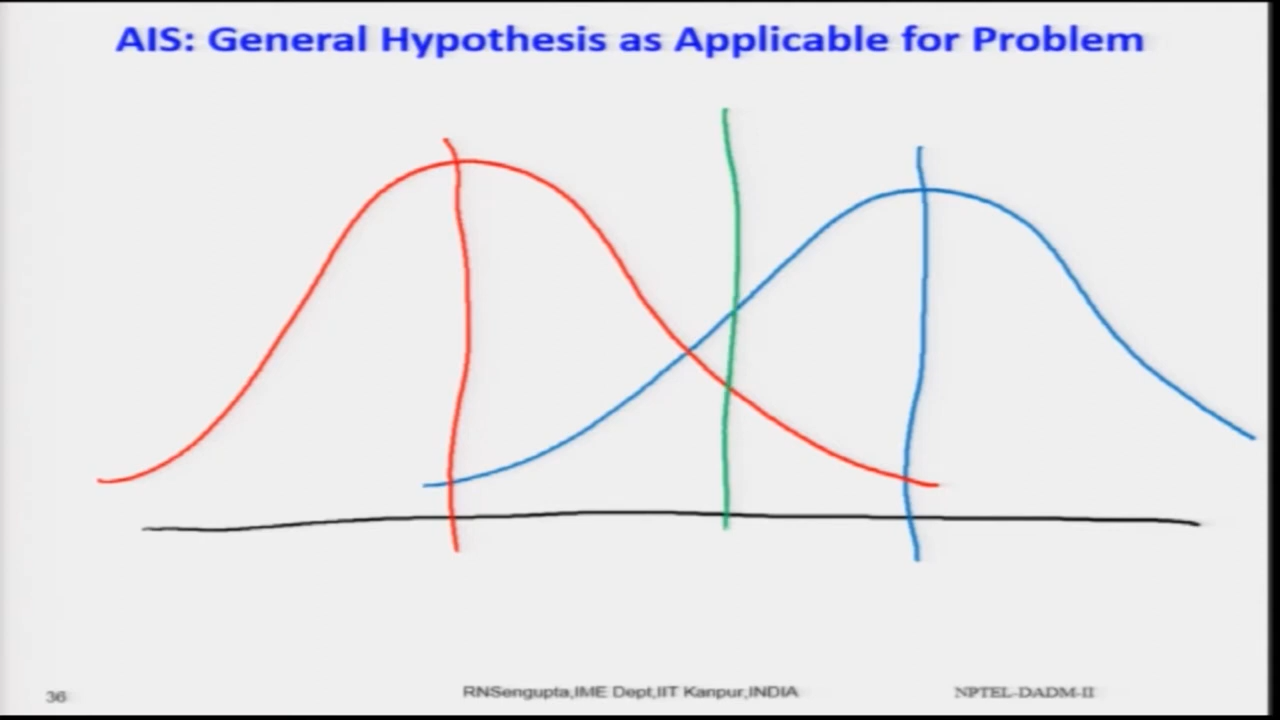 AIS: General Hypothesis as Applicable for Problem
36
RNSengupta,IME Dept,IIT Kanpur,INDIA
NPTEL-DADM-II